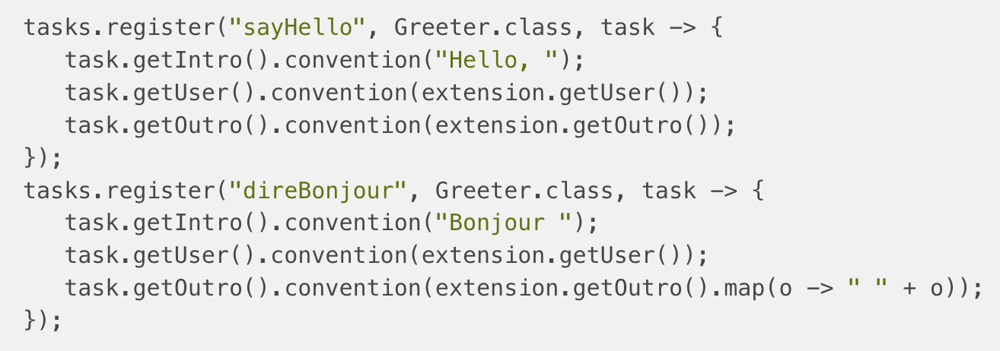 tasks.register("sayHello", Greeter.class, task -> {
   task.getIntro().convention("Hello, ");
   task.getUser().convention(extension.getUser());
   task.getOutro().convention(extension.getOutro());
});
tasks.register("direBonjour", Greeter.class, task -> {
   task.getIntro().convention("Bonjour ");
   task.getUser().convention(extension.getUser());
   task.getOutro().convention(extension.getOutro().map(o -> " " + o));
});